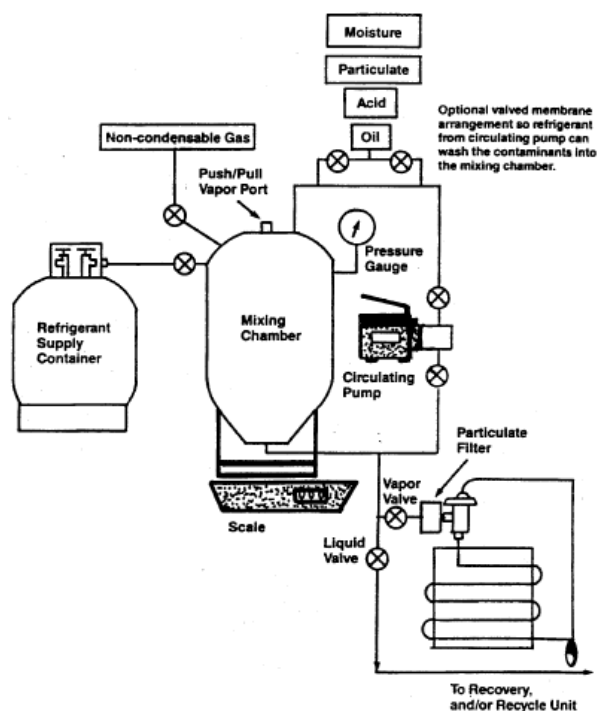 Moisture
Particulate
Acid
Oil
Optional valved membrane
arrangement so refrigerant
from circulating pump can
wash the contaminants into
the mixing chamber.
Non-condensable Gas
Push/Pull
Vapor Port
Pressure
Gauge
Refrigerant
Supply
Container
Mixing
Chamber
Circulating
Pump
Particulate
Filter
Vapor
Valve
Scale
Liquid
Valve
To Recovery,
and/or Recycle Unit